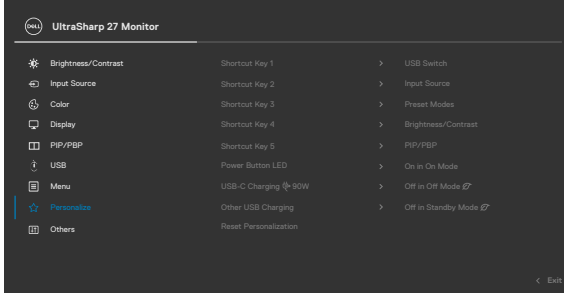 DELL UltraSharp 27 Monitor
Brightness/Contrast Shortcut Key 1 > USB Switch
Input Source Shortcut Key 2 > Input Source
Color Shortcut Key 3 > Preset Modes
Display Shortcut Key 4 > Brightness/Contrast
PIP/PBP Shortcut Key 5 > PIP/PBP
USB Power Button LED > On in On Mode
Menu USB-C Charging 90W > Off in Off Mode
Personalize Other USB Charging > Off in Standby Mode
Others Reset Personalization
< Exit